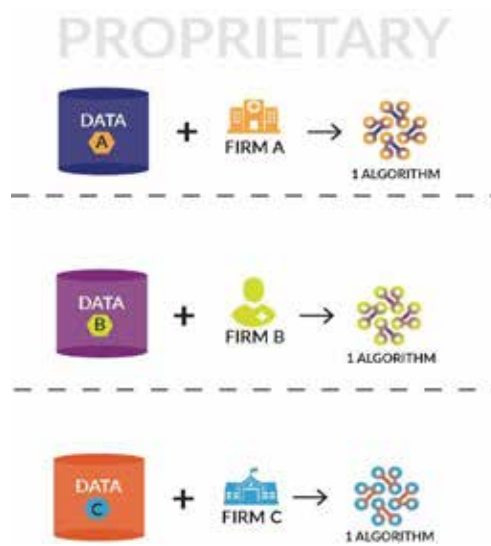 PROPRIETARY
DATA
A
+
FIRM A
1 ALGORITHM
DATA
B
+
FIRM B
1 ALGORITHM
DATA
C
+
FIRM C
1 ALGORITHM